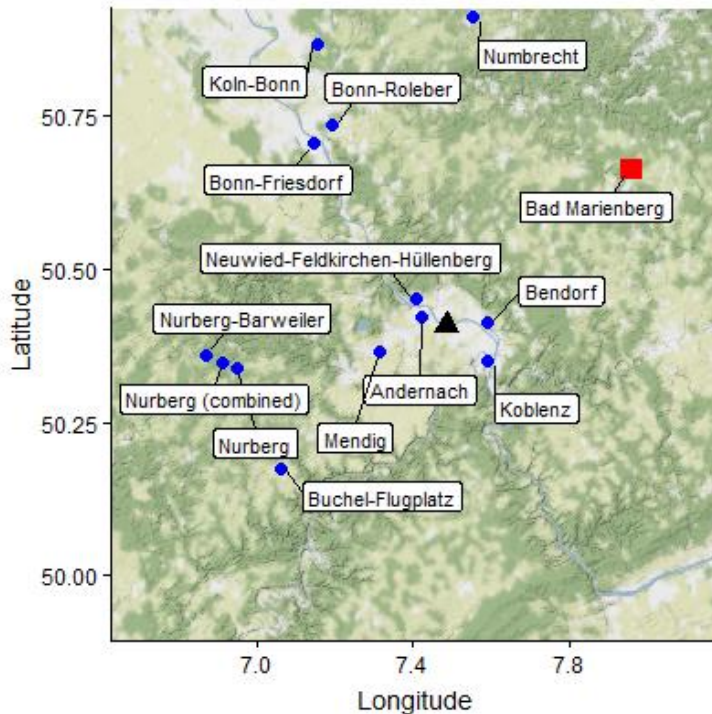 Numbrecht
Koln-Bonn
Bonn-Roleber
50.75
Bonn-Friesdorf
Bad Marienberg
Neuwied-Feldkirchen-Hüllenberg
50.50
Bendorf
Nurberg-Barweiler
Latitude
Andernach
Nurberg (combined)
Koblenz
Mendig
Nurberg
50.25
Buchel-Flugplatz
50.00
7.0
7.4
7.8
Longitude